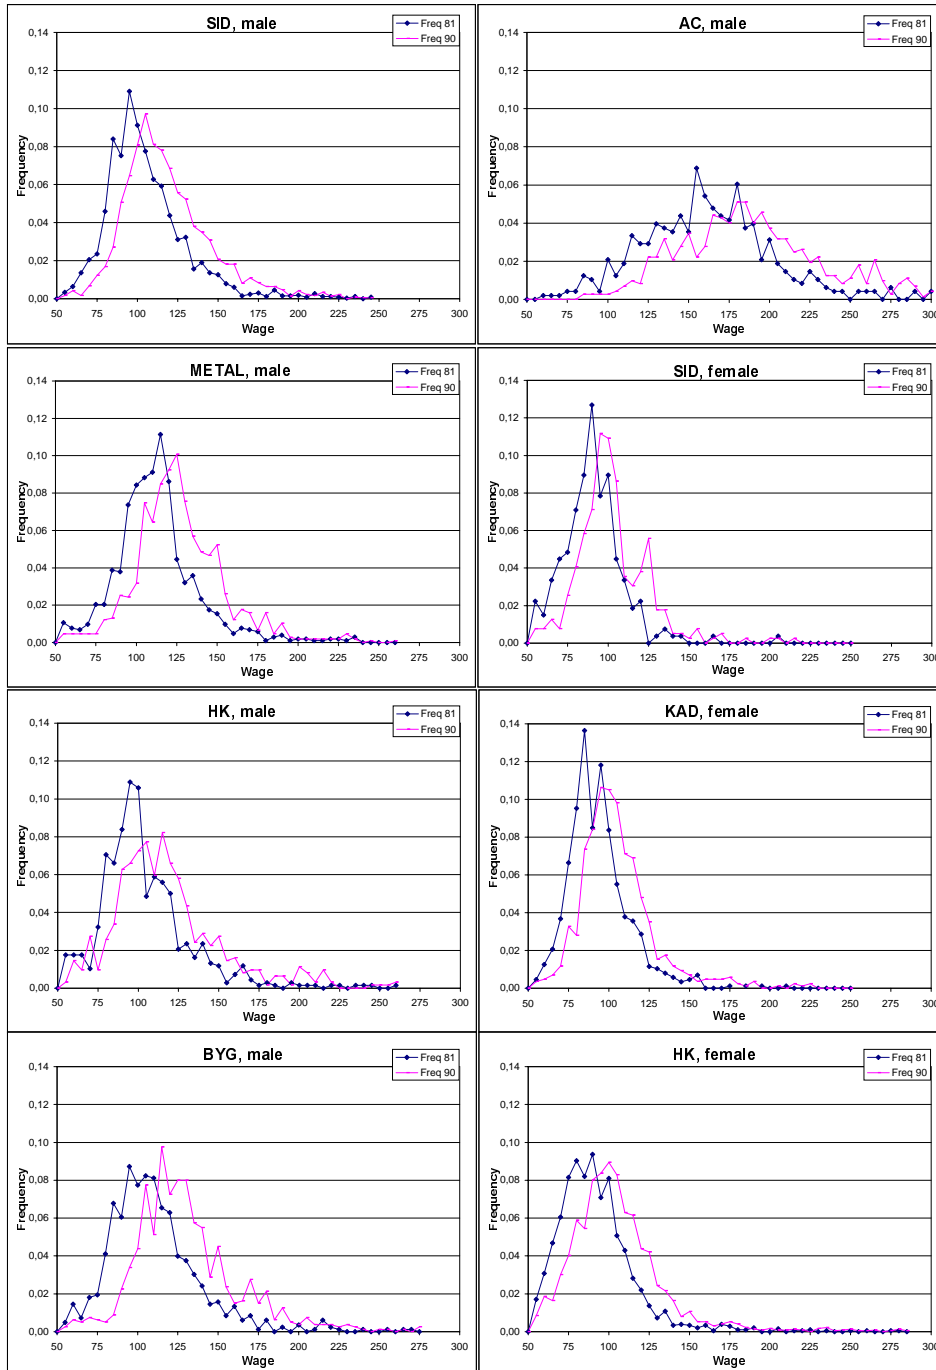 SID, male
Freq 81
Freq 90
0,14
0,12
0,10
0,08
0,06
0,04
0,02
0,00
Frequency
50 75 100 125 150 175 200 225 250 275 300
Wage
AC, male
Freq 81
Freq 90
0,14
0,12
0,10
0,08
0,06
0,04
0,02
0,00
Frequency
50 75 100 125 150 175 200 225 250 275 300
Wage
METAL, male
Freq 81
Freq 90
0,14
0,12
0,10
0,08
0,06
0,04
0,02
0,00
Frequency
50 75 100 125 150 175 200 225 250 275 300
Wage
SID, female
Freq 81
Freq 90
0,14
0,12
0,10
0,08
0,06
0,04
0,02
0,00
Frequency
50 75 100 125 150 175 200 225 250 275 300
Wage
HK, male
Freq 81
Freq 90
0,14
0,12
0,10
0,08
0,06
0,04
0,02
0,00
Frequency
50 75 100 125 150 175 200 225 250 275 300
Wage
KAD, female
Freq 81
Freq 90
0,14
0,12
0,10
0,08
0,06
0,04
0,02
0,00
Frequency
50 75 100 125 150 175 200 225 250 275 300
Wage
BYG, male
Freq 81
Freq 90
0,14
0,12
0,10
0,08
0,06
0,04
0,02
0,00
Frequency
50 75 100 125 150 175 200 225 250 275 300
Wage
HK, female
Freq 81
Freq 90
0,14
0,12
0,10
0,08
0,06
0,04
0,02
0,00
Frequency
50 75 100 125 150 175 200 225 250 275 300
Wage